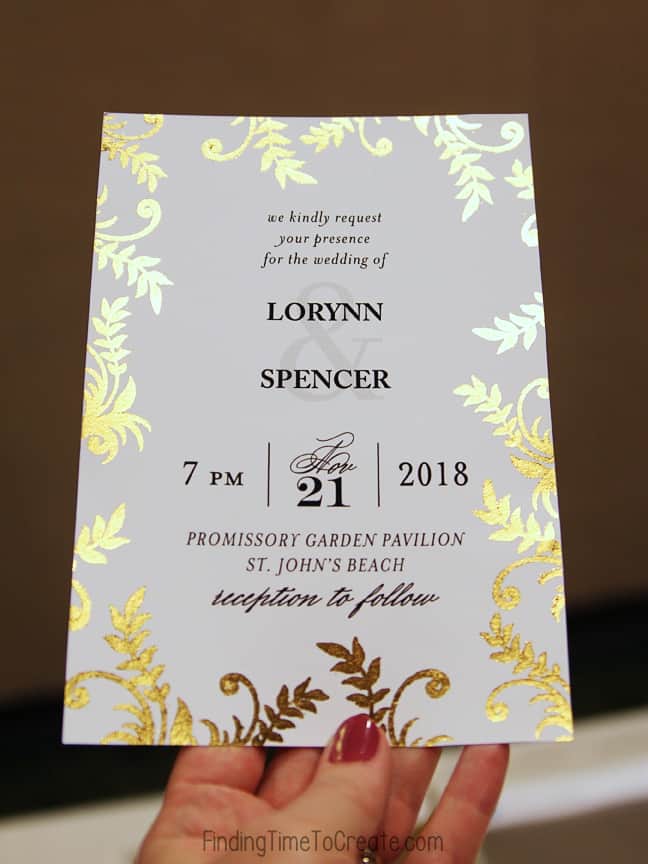 we kindly request
your presence
for the wedding of
LORYNN
&
SPENCER
7 PM Nov 21 2018
PROMISSORY GARDEN PAVILION
ST. JOHN'S BEACH
reception to follow
FindingTimeToCreate.com